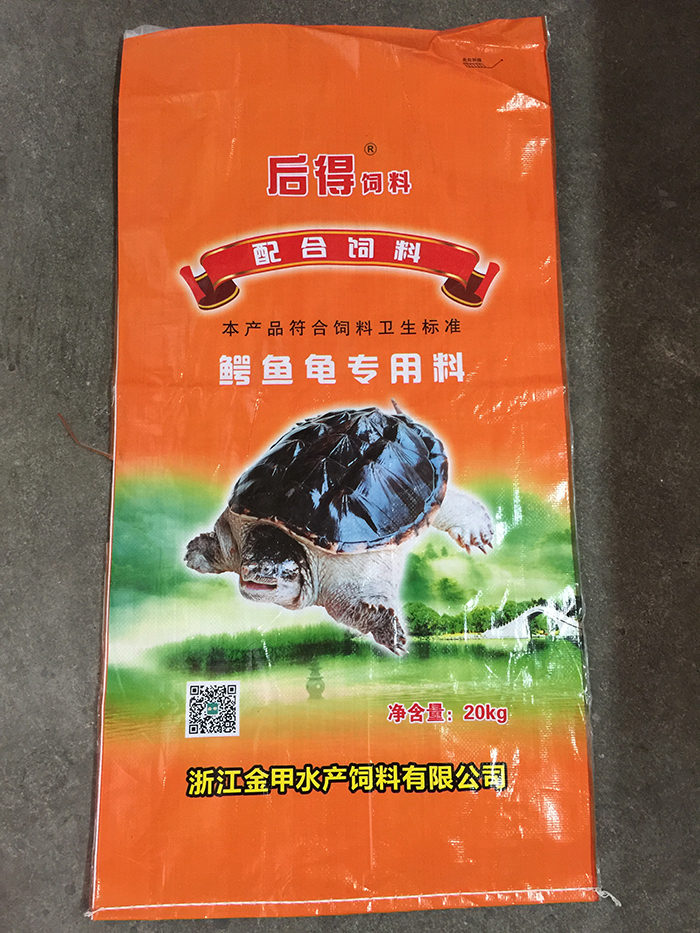 后得®饲料
配合饲料
本产品符合饲料卫生标准
鳄鱼龟专用料
净含量：20kg
浙江金甲水产饲料有限公司